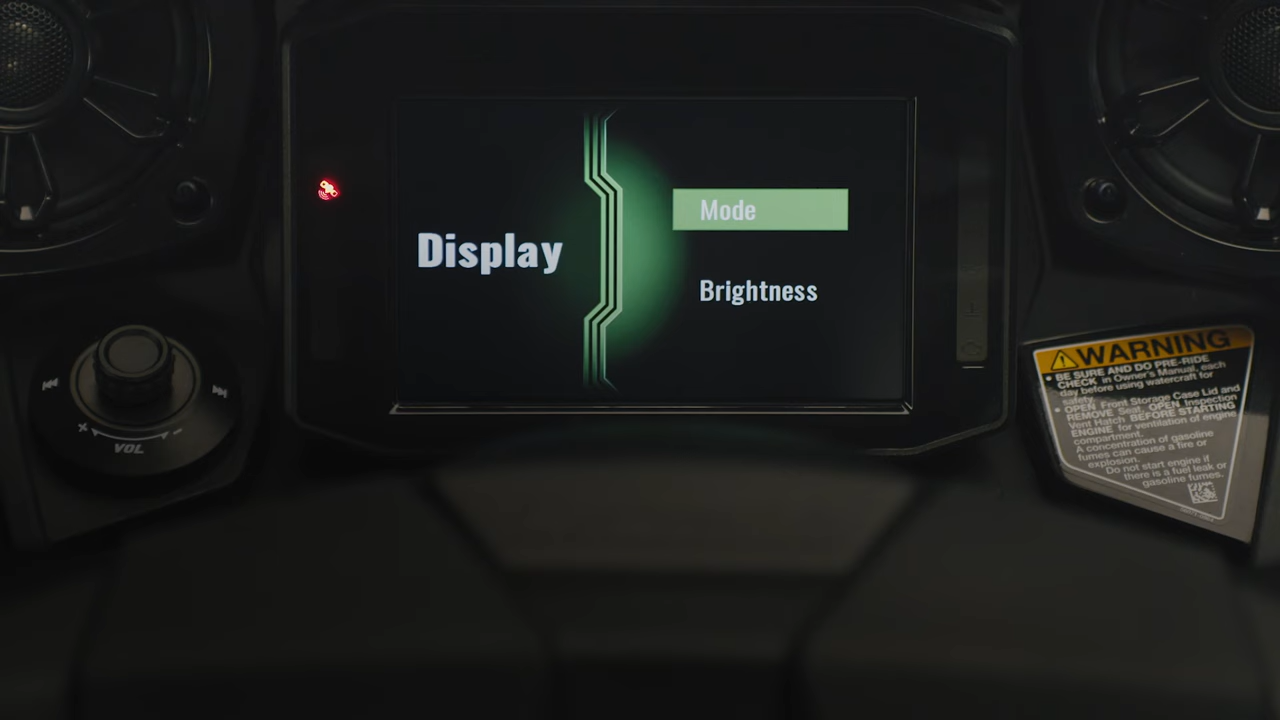 Display
Mode
Brightness
VOL
+ -
WARNING
• BE SURE AND DO PRE-RIDE
CHECK in Owner's Manual, each
day before using watercraft for
safety.
• OPEN Front Storage Case Lid and
REMOVE Seat, OPEN Inspection
Vent Hatch BEFORE STARTING
ENGINE for ventilation of engine
compartment.
A concentration of gasoline
fumes can cause a fire or
explosion.
Do not start engine if
there is a fuel leak or
gasoline fumes.